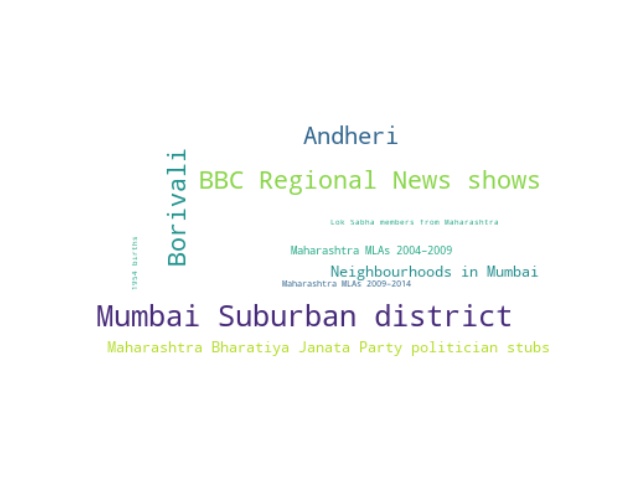 Andheri
Borivali
BBC Regional News shows
Lok Sabha members from Maharashtra
1954 births
Maharashtra MLAs 2004–2009
Neighbourhoods in Mumbai
Maharashtra MLAs 2009–2014
Mumbai Suburban district
Maharashtra Bharatiya Janata Party politician stubs